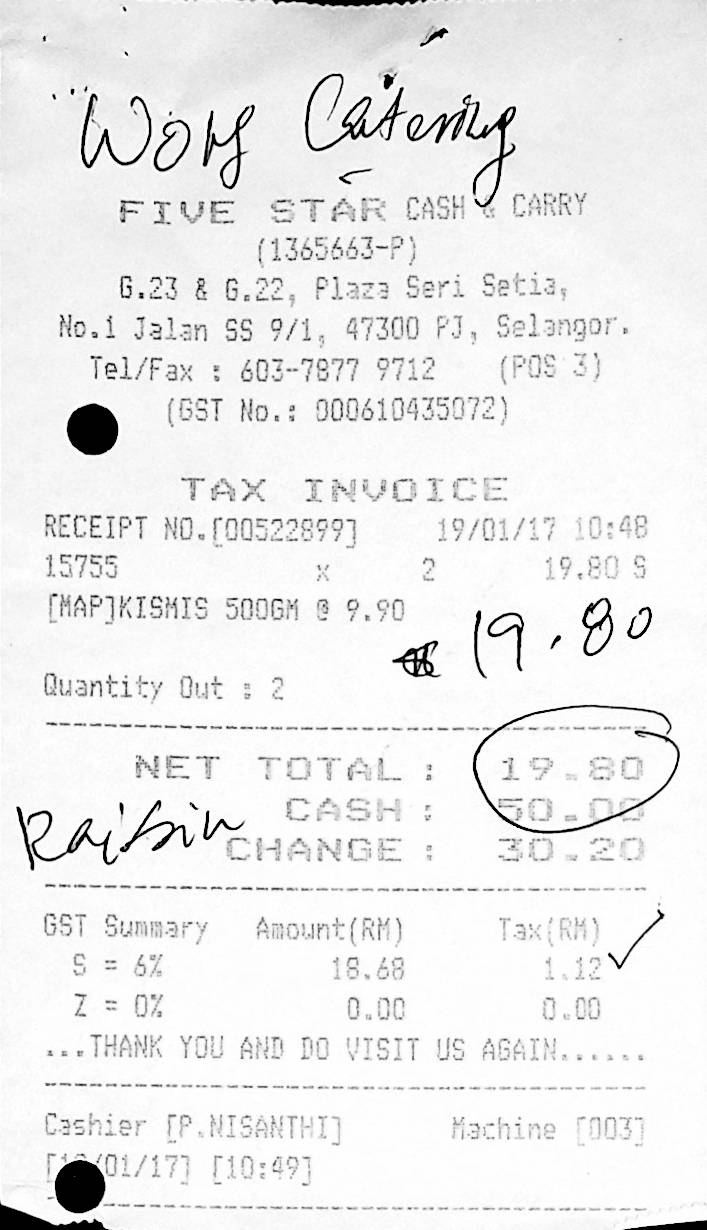 Wong Catering
FIVE STAR CASH & CARRY
(1365663-P)
G.23 & G.22, Plaza Seri Setia,
No.1 Jalan SS 9/1, 47300 PJ, Selangor.
Tel/Fax : 603-7877 9712 (POS 3)
(GST No.: 000610435072)
TAX INVOICE
RECEIPT NO.[00522899] 19/01/17 10:48
15755 x 2 19.80 S
[MAP]KISMIS 500GM @ 9.90
19.80
Quantity Out : 2
NET TOTAL : 19.80
CASH : 50.00
Raisin
CHANGE : 30.20
GST Summary Amount(RM) Tax(RM)
S = 6% 18.68 1.12
Z = 0% 0.00 0.00
...THANK YOU AND DO VISIT US AGAIN......
Cashier [P.NISANTHI] Machine [003]
/01/17] [10:49]